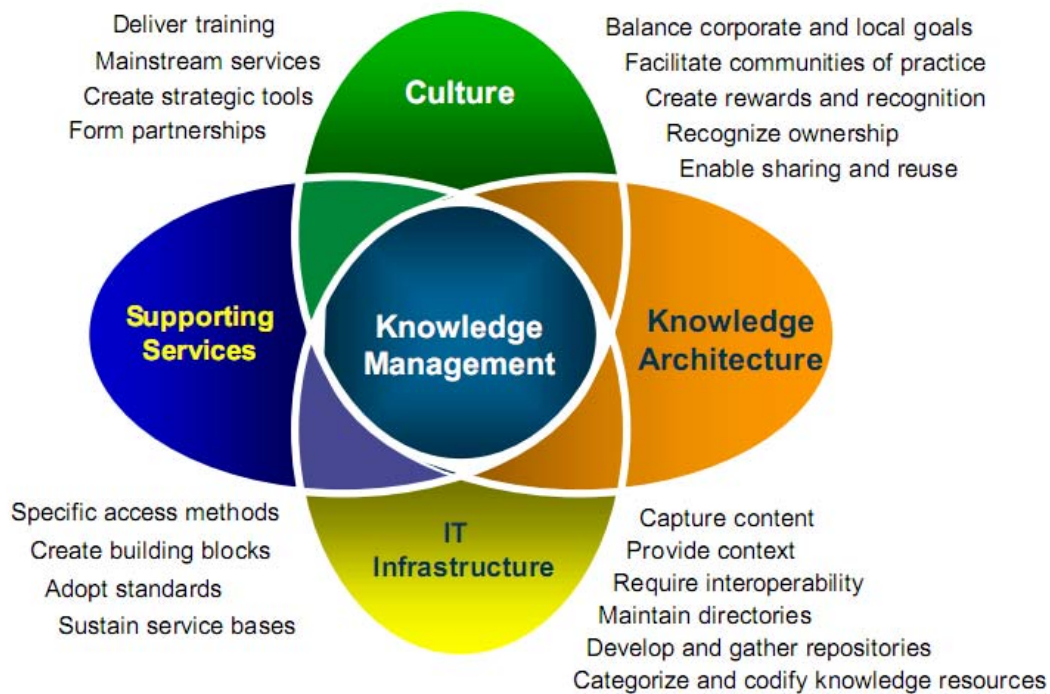 Deliver training
Mainstream services
Create strategic tools
Form partnerships
Culture
Balance corporate and local goals
Facilitate communities of practice
Create rewards and recognition
Recognize ownership
Enable sharing and reuse
Supporting
Services
Knowledge
Management
Knowledge
Architecture
Specific access methods
Create building blocks
Adopt standards
Sustain service bases
IT
Infrastructure
Capture content
Provide context
Require interoperability
Maintain directories
Develop and gather repositories
Categorize and codify knowledge resources